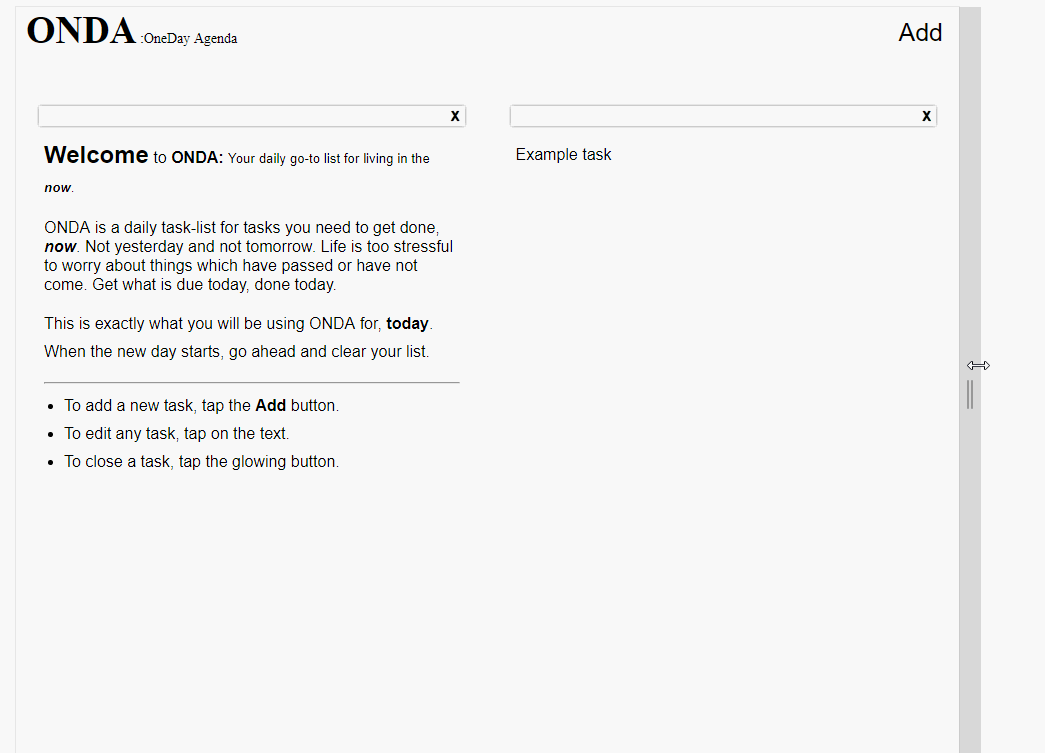 ONDA :OneDay Agenda
Add
X
X
Welcome to ONDA: Your daily go-to list for living in the
now.
ONDA is a daily task-list for tasks you need to get done,
now. Not yesterday and not tomorrow. Life is too stressful
to worry about things which have passed or have not
come. Get what is due today, done today.
This is exactly what you will be using ONDA for, today.
When the new day starts, go ahead and clear your list.
To add a new task, tap the Add button.
To edit any task, tap on the text.
To close a task, tap the glowing button.
Example task